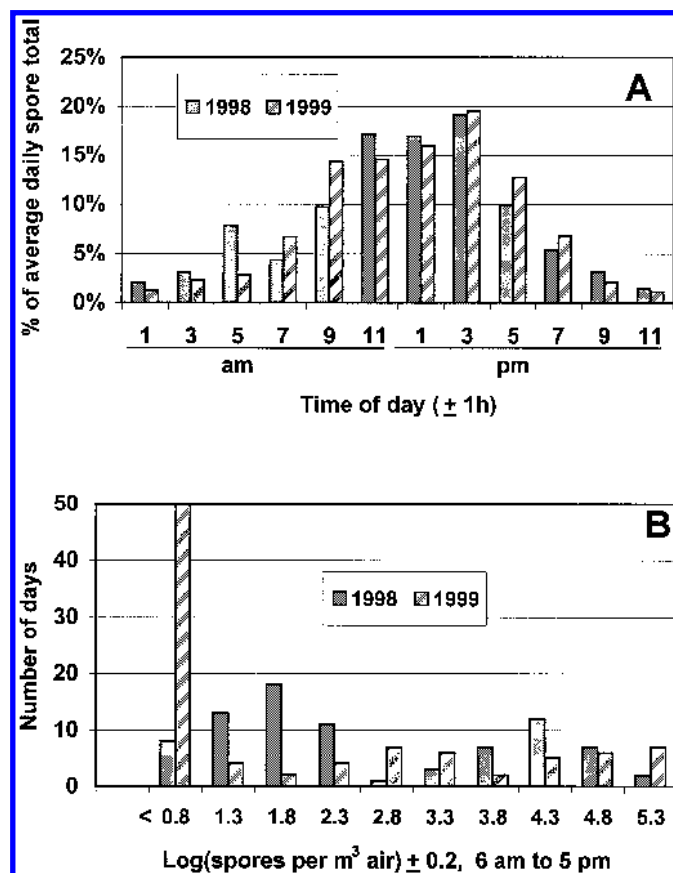 A
% of average daily spore total
25%
20%
15%
10%
5%
0%
1998 1999
1 3 5 7 9 11 1 3 5 7 9 11
am pm
Time of day ( ± 1h)
B
Number of days
50
40
30
20
10
0
1998 1999
< 0.8 1.3 1.8 2.3 2.8 3.3 3.8 4.3 4.8 5.3
Log(spores per m³ air) ± 0.2, 6 am to 5 pm